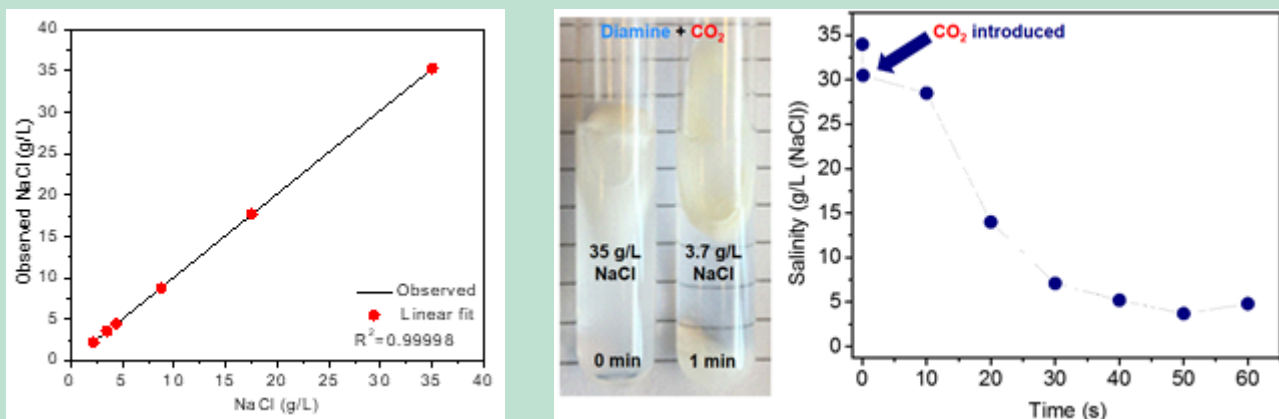 Observed NaCl (g/L)
40
35
30
25
20
15
10
5
0
Observed
Linear fit
R²=0.99998
0 5 10 15 20 25 30 35 40
NaCl (g/L)
Diamine + CO₂
35 g/L
NaCl
0 min
3.7 g/L
NaCl
1 min
Salinity (g/L (NaCl))
35
30
25
20
15
10
5
0
CO₂ introduced
0 10 20 30 40 50 60
Time (s)